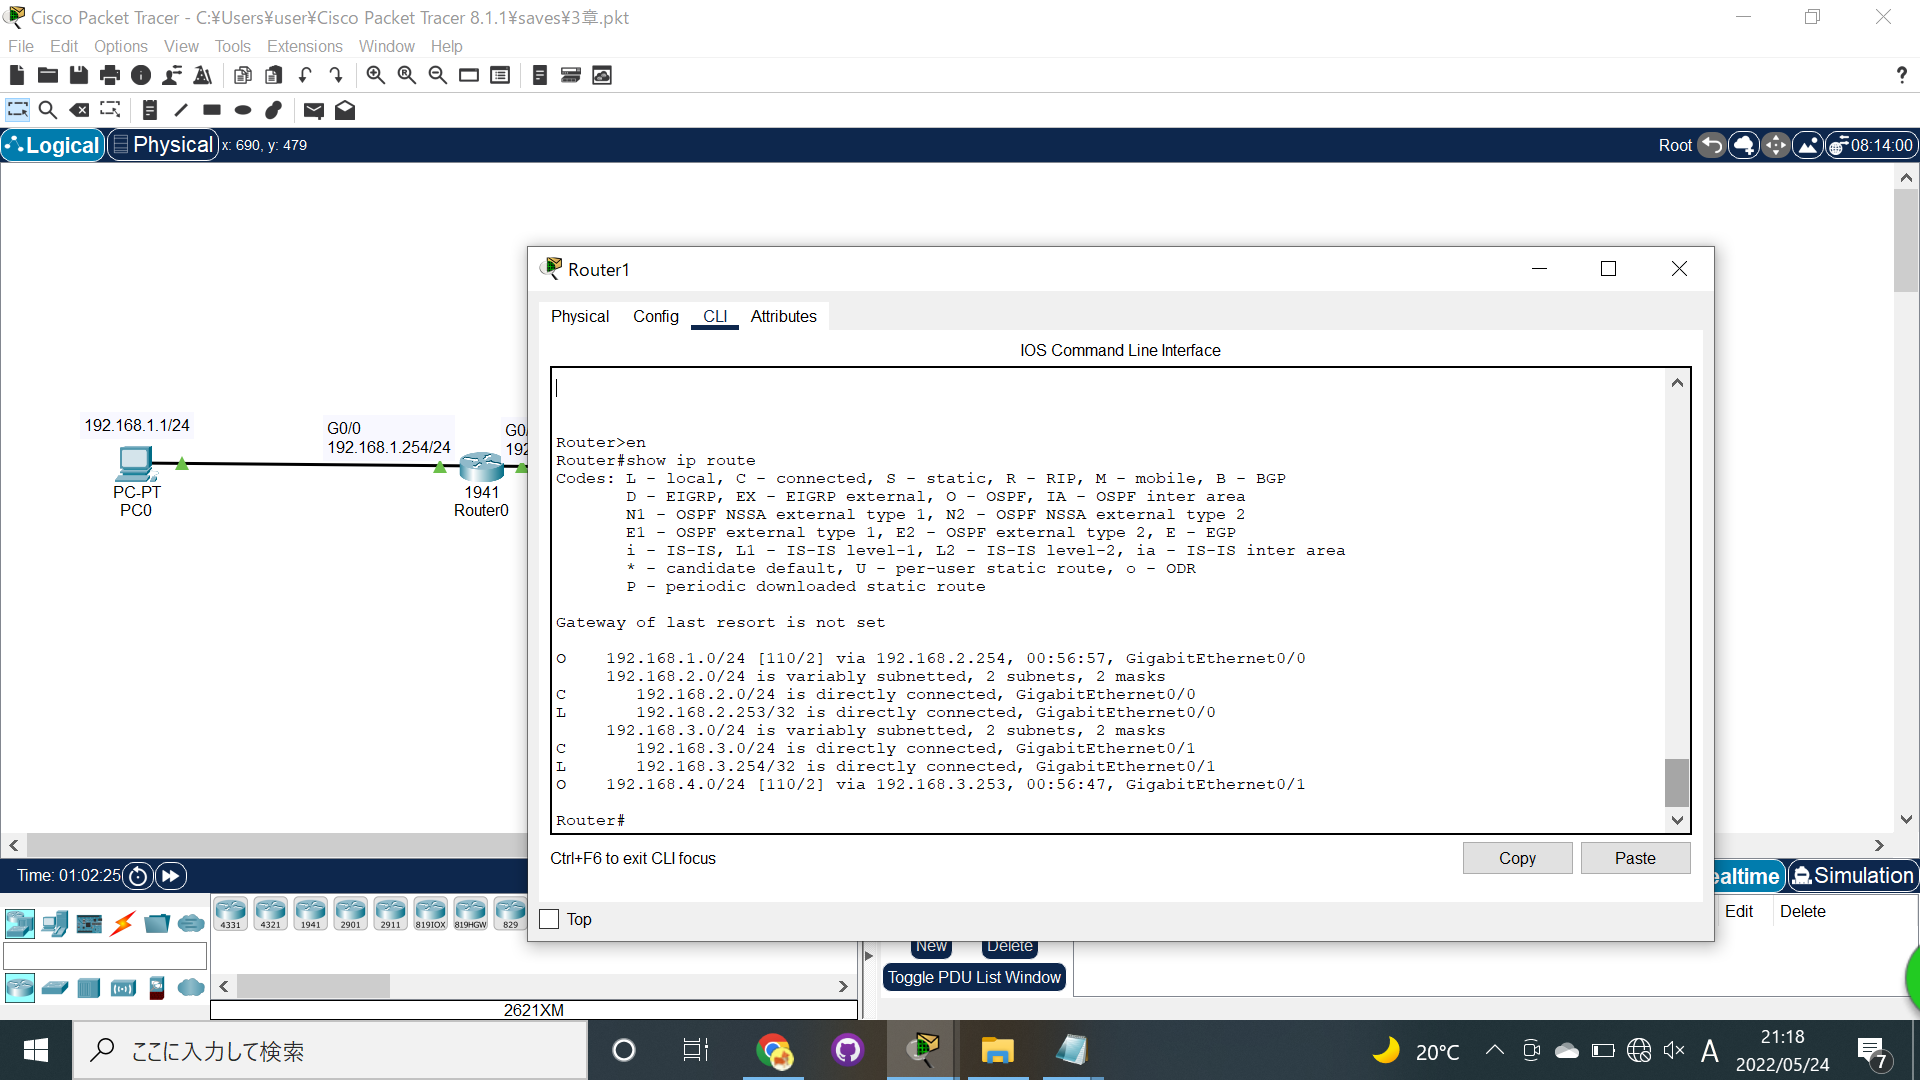 Cisco Packet Tracer - C:¥Users¥user¥Cisco Packet Tracer 8.1.1¥saves¥3章.pkt
File Edit Options View Tools Extensions Window Help
?
Logical Physical x: 690, y: 479 Root 08:14:00
Router1
Physical Config CLI Attributes
IOS Command Line Interface
Router>en
Router#show ip route
Codes: L - local, C - connected, S - static, R - RIP, M - mobile, B - BGP
D - EIGRP, EX - EIGRP external, O - OSPF, IA - OSPF inter area
N1 - OSPF NSSA external type 1, N2 - OSPF NSSA external type 2
E1 - OSPF external type 1, E2 - OSPF external type 2, E - EGP
i - IS-IS, L1 - IS-IS level-1, L2 - IS-IS level-2, ia - IS-IS inter area
* - candidate default, U - per-user static route, o - ODR
P - periodic downloaded static route
Gateway of last resort is not set
O 192.168.1.0/24 [110/2] via 192.168.2.254, 00:56:57, GigabitEthernet0/0
192.168.2.0/24 is variably subnetted, 2 subnets, 2 masks
C 192.168.2.0/24 is directly connected, GigabitEthernet0/0
L 192.168.2.253/32 is directly connected, GigabitEthernet0/0
192.168.3.0/24 is variably subnetted, 2 subnets, 2 masks
C 192.168.3.0/24 is directly connected, GigabitEthernet0/1
L 192.168.3.254/32 is directly connected, GigabitEthernet0/1
O 192.168.4.0/24 [110/2] via 192.168.3.253, 00:56:47, GigabitEthernet0/1
Router#
Ctrl+F6 to exit CLI focus Copy Paste
Top
192.168.1.1/24
PC-PT
PC0
G0/0
192.168.1.254/24
G0/
192
1941
Router0
Time: 01:02:25 ealtime Simulation
4331 4321 1941 2901 2911 819IOX 819HGW 829
2621XM
New Delete
Toggle PDU List Window
Edit Delete
ここに入力して検索
20°C A 21:18
2022/05/24
7